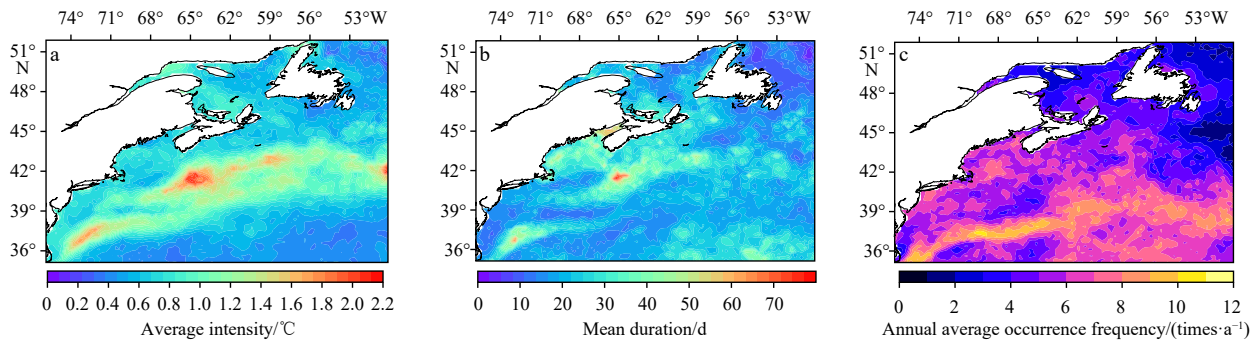 74° 71° 68° 65° 62° 59° 56° 53°W
51°
N
48°
45°
42°
39°
36°
a
0 0.2 0.4 0.6 0.8 1.0 1.2 1.4 1.6 1.8 2.0 2.2
Average intensity/℃
74° 71° 68° 65° 62° 59° 56° 53°W
51°
N
48°
45°
42°
39°
36°
b
0 10 20 30 40 50 60 70
Mean duration/d
74° 71° 68° 65° 62° 59° 56° 53°W
51°
N
48°
45°
42°
39°
36°
c
0 2 4 6 8 10 12
Annual average occurrence frequency/(times·a⁻¹)